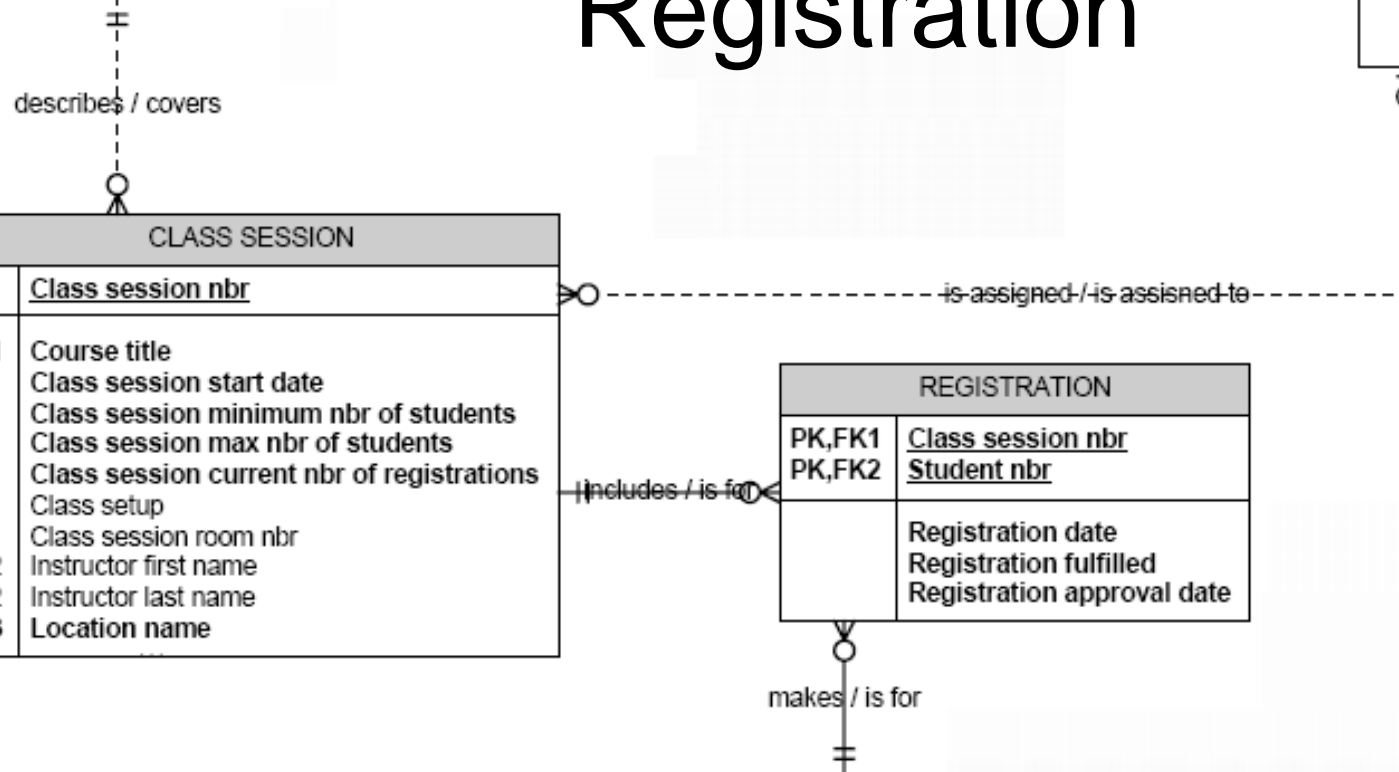 Registration
describes / covers
CLASS SESSION
Class session nbr
Course title
Class session start date
Class session minimum nbr of students
Class session max nbr of students
Class session current nbr of registrations
Class setup
Class session room nbr
2 Instructor first name
2 Instructor last name
3 Location name
is assigned / is assisned to
includes / is for
REGISTRATION
PK,FK1 Class session nbr
PK,FK2 Student nbr
Registration date
Registration fulfilled
Registration approval date
makes / is for